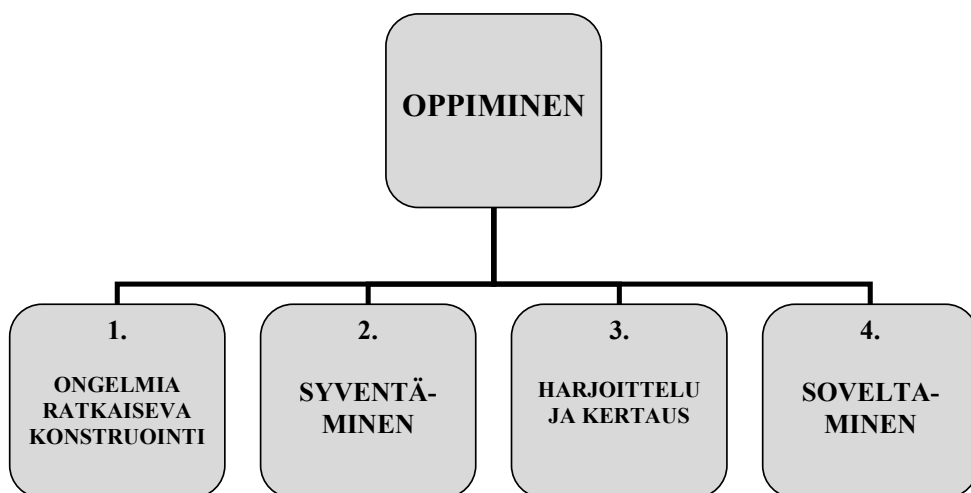 OPPIMINEN
1.
ONGELMIA
RATKAISEVA
KONSTRUOINTI
2.
SYVENTÄ-
MINEN
3.
HARJOITTELU
JA KERTAUS
4.
SOVELTA-
MINEN